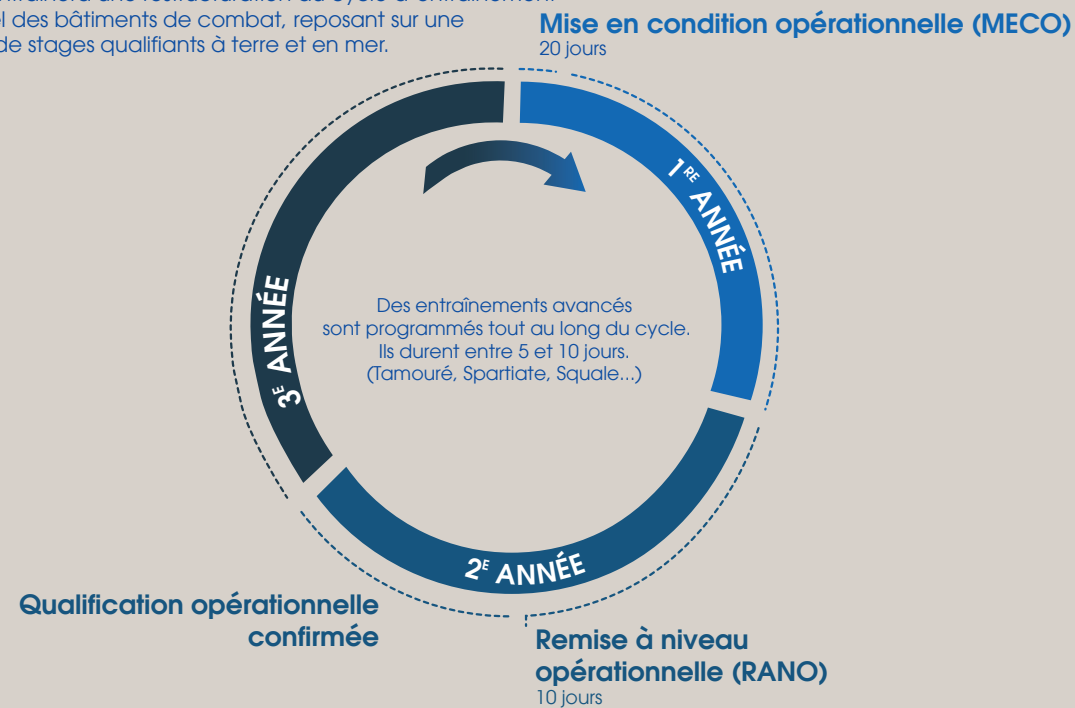 el des bâtiments de combat, reposant sur une
de stages qualifiants à terre et en mer.
Mise en condition opérationnelle (MECO)
20 jours
1RE ANNÉE
3E ANNÉE
Des entraînements avancés
sont programmés tout au long du cycle.
Ils durent entre 5 et 10 jours.
(Tamouré, Spartiate, Squale...)
2E ANNÉE
Qualification opérationnelle
confirmée
Remise à niveau
opérationnelle (RANO)
10 jours